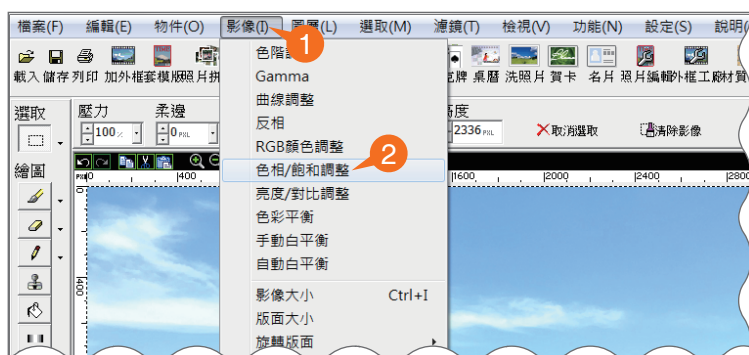 檔案(F) 編輯(E) 物件(O) 影像(I) 圖層(L) 選取(M) 濾鏡(T) 檢視(V) 功能(N) 設定(S) 說明(
1
載入 儲存 列印 加外框 套模版 照片拼 桌曆 洗照片 賀卡 名片 照片編輯 外框工廠 材質
選取 壓力 柔邊
100% 0 PXL 2336 PXL 取消選取 清除影像
繪圖
400 1600 2000 2400 2800
400
色階
Gamma
曲線調整
反相
RGB顏色調整
2
色相/飽和調整
亮度/對比調整
色彩平衡
手動白平衡
自動白平衡
影像大小 Ctrl+I
版面大小
旋轉版面